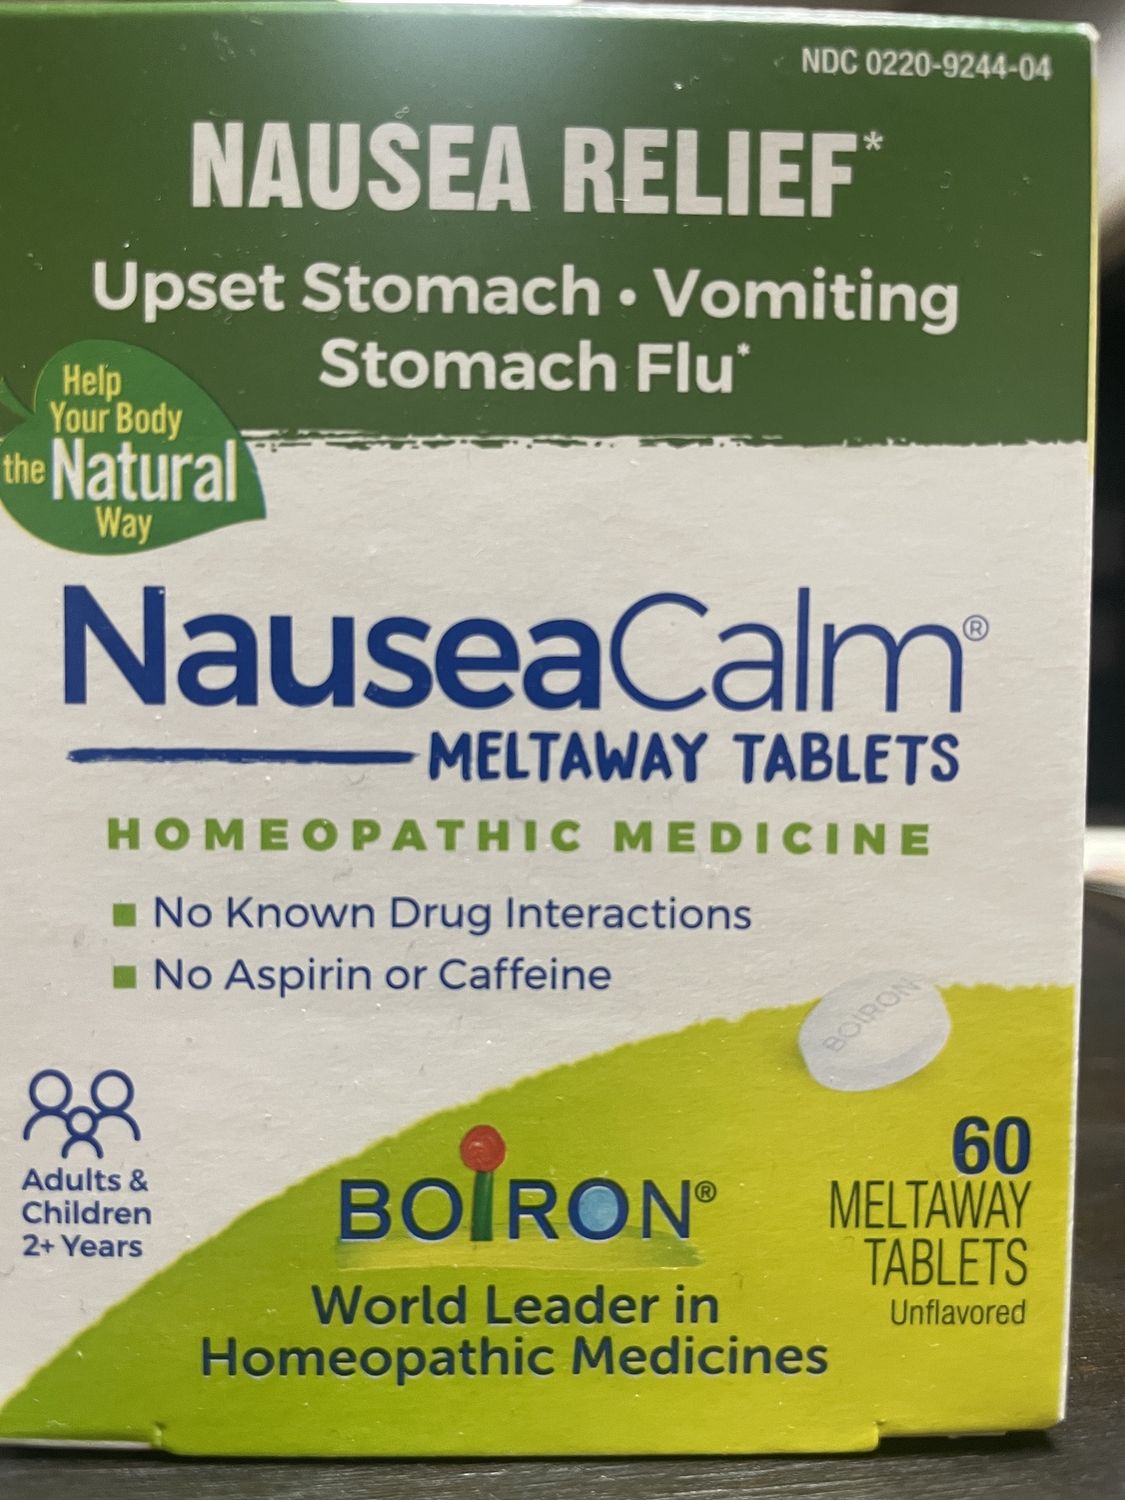 NDC 0220-9244-04
NAUSEA RELIEF*
Upset Stomach • Vomiting
Stomach Flu*
Help
Your Body
the Natural
Way
NauseaCalm®
MELTAWAY TABLETS
HOMEOPATHIC MEDICINE
■ No Known Drug Interactions
■ No Aspirin or Caffeine
BOIRON
Adults &
Children
2+ Years
BOIRON®
World Leader in
Homeopathic Medicines
60
MELTAWAY
TABLETS
Unflavored